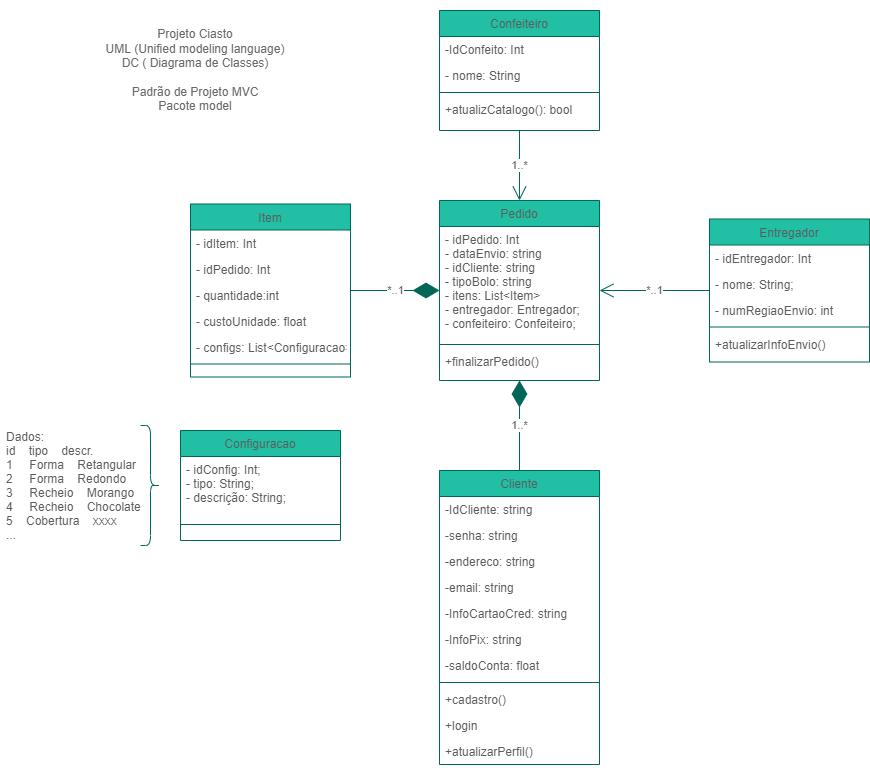 Projeto Ciasto
UML (Unified modeling language)
DC ( Diagrama de Classes)
Padrão de Projeto MVC
Pacote model
Confeiteiro
-IdConfeito: Int
- nome: String
+atualizCatalogo(): bool
1..*
Item
- idItem: Int
- idPedido: Int
- quantidade:int
- custoUnidade: float
- configs: List<Configuracao
*..1
Pedido
- idPedido: Int
- dataEnvio: string
- idCliente: string
- tipoBolo: string
- itens: List<Item>
- entregador: Entregador;
- confeiteiro: Confeiteiro;
+finalizarPedido()
*..1
Entregador
- idEntregador: Int
- nome: String;
- numRegiaoEnvio: int
+atualizarInfoEnvio()
1..*
Dados:
id tipo descr.
1 Forma Retangular
2 Forma Redondo
3 Recheio Morango
4 Recheio Chocolate
5 Cobertura xxxx
...
Configuracao
- idConfig: Int;
- tipo: String;
- descrição: String;
Cliente
-IdCliente: string
-senha: string
-endereco: string
-email: string
-InfoCartaoCred: string
-InfoPix: string
-saldoConta: float
+cadastro()
+login
+atualizarPerfil()